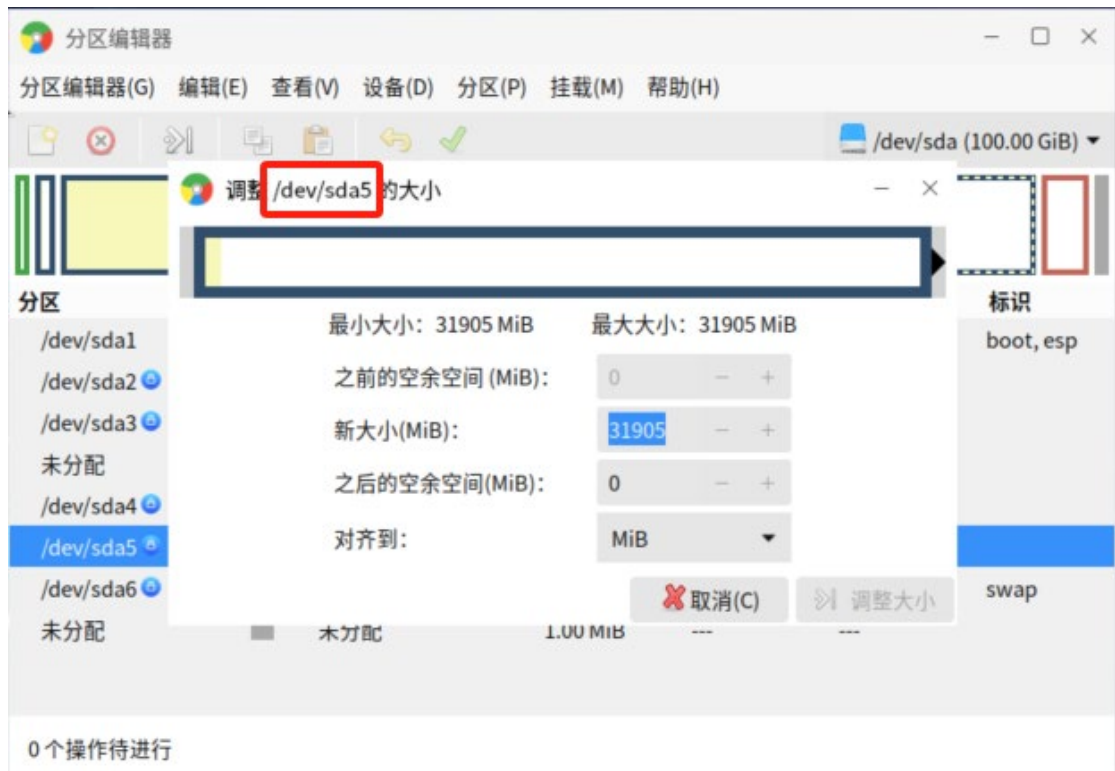 分区编辑器
分区编辑器(G) 编辑(E) 查看(V) 设备(D) 分区(P) 挂载(M) 帮助(H)
/dev/sda (100.00 GiB)
调整 /dev/sda5 的大小
最小大小：31905 MiB 最大大小：31905 MiB
之前的空余空间 (MiB)： 0 − +
新大小(MiB)： 31905 − +
之后的空余空间(MiB)： 0 − +
对齐到： MiB
取消(C) 调整大小
分区 标识
/dev/sda1 boot, esp
/dev/sda2
/dev/sda3
未分配
/dev/sda4
/dev/sda5
/dev/sda6 swap
未分配 未分配 1.00 MiB --- ---
0 个操作待进行